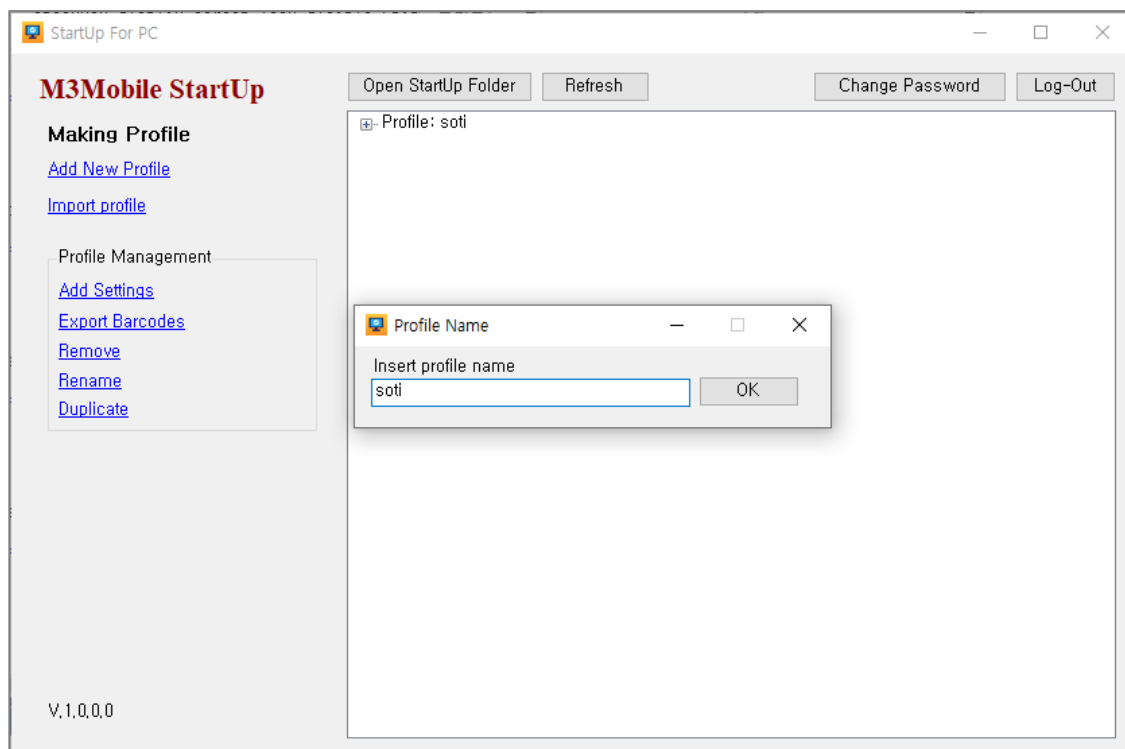 StartUp For PC
M3Mobile StartUp
Open StartUp Folder
Refresh
Change Password
Log-Out
Making Profile
Add New Profile
Import profile
Profile Management
Add Settings
Export Barcodes
Remove
Rename
Duplicate
V.1.0.0.0
Profile: soti
Profile Name
Insert profile name
soti
OK